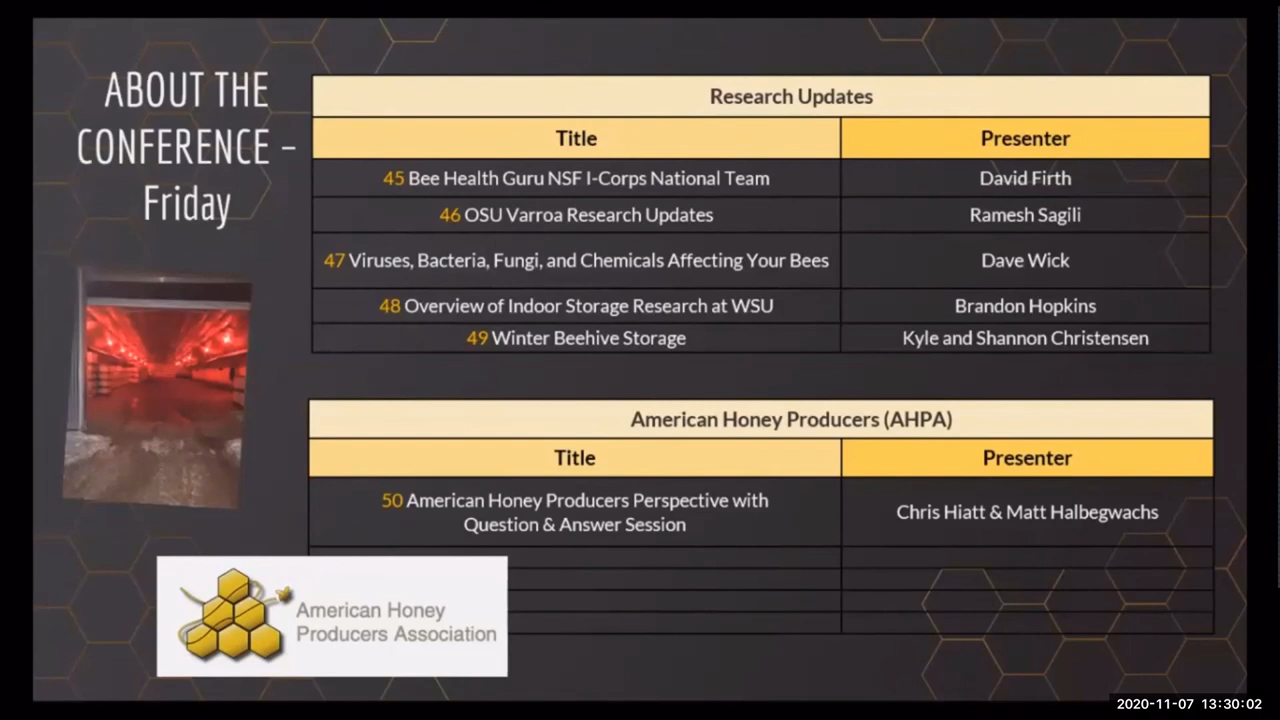 ABOUT THE
CONFERENCE –
Friday
Research Updates
Title
Presenter
45 Bee Health Guru NSF I-Corps National Team
David Firth
46 OSU Varroa Research Updates
Ramesh Sagili
47 Viruses, Bacteria, Fungi, and Chemicals Affecting Your Bees
Dave Wick
48 Overview of Indoor Storage Research at WSU
Brandon Hopkins
49 Winter Beehive Storage
Kyle and Shannon Christensen
American Honey Producers (AHPA)
Title
Presenter
50 American Honey Producers Perspective with
Question & Answer Session
Chris Hiatt & Matt Halbegwachs
American Honey
Producers Association
2020-11-07 13:30:02